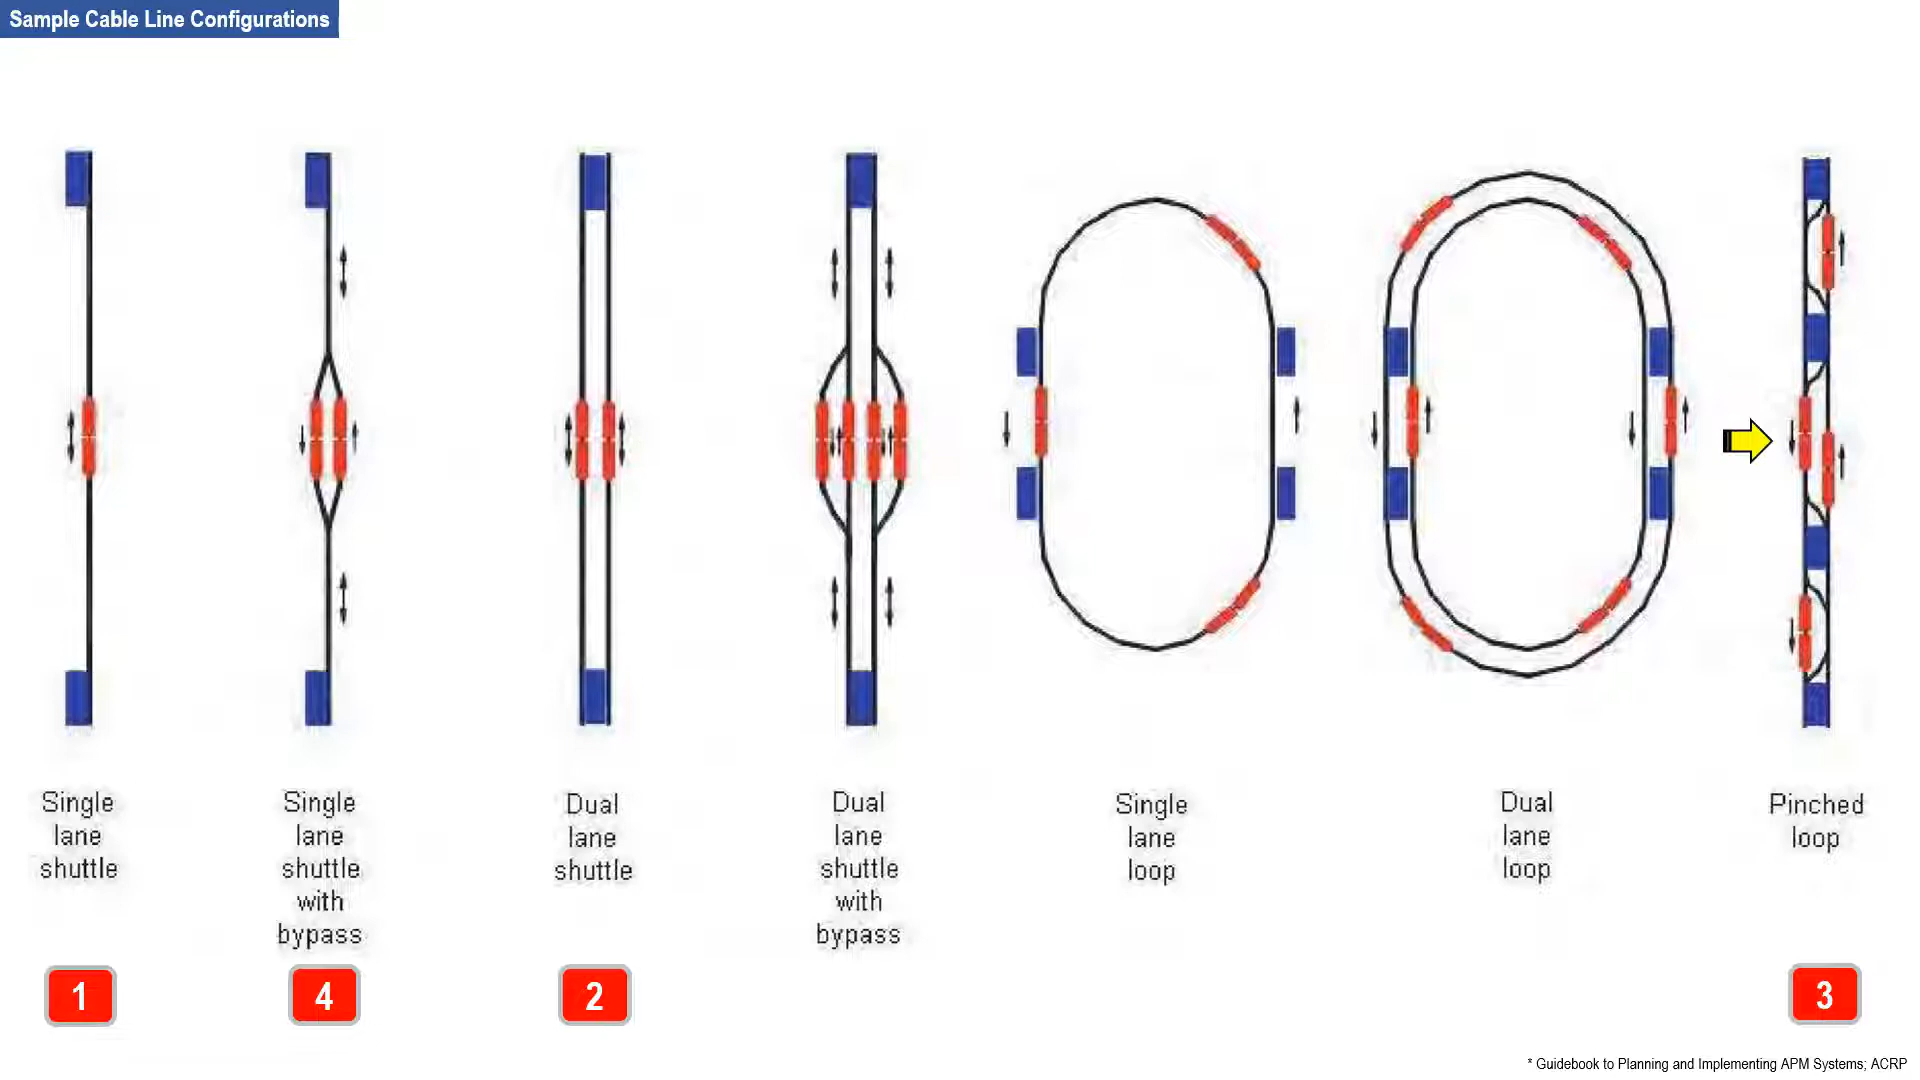 Sample Cable Line Configurations
Single
lane
shuttle
Single
lane
shuttle
with
bypass
Dual
lane
shuttle
Dual
lane
shuttle
with
bypass
Single
lane
loop
Dual
lane
loop
Pinched
loop
1
4
2
3
* Guidebook to Planning and Implementing APM Systems; ACRP